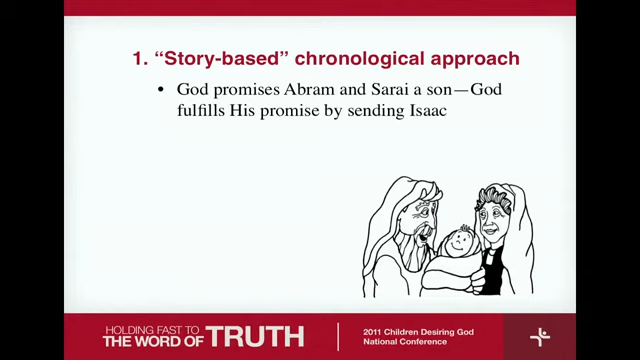 1. “Story-based” chronological approach
• God promises Abram and Sarai a son—God
fulfills His promise by sending Isaac
HOLDING FAST TO
THE WORD OF TRUTH
2011 Children Desiring God
National Conference